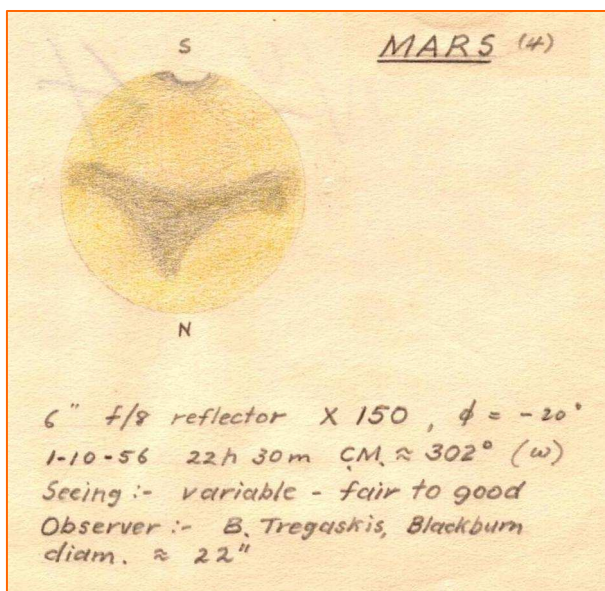 MARS (4)
S
N
6" f/8 reflector X 150, ϕ = -20°
1-10-56 22h 30m C.M. ≈ 302° (ω)
Seeing :- variable - fair to good
Observer :- B. Tregaskis, Blackburn
diam. ≈ 22"